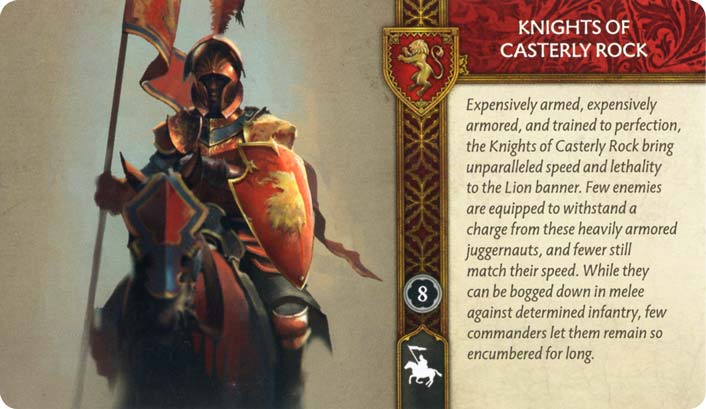 KNIGHTS OF
CASTERLY ROCK
Expensively armed, expensively
armored, and trained to perfection,
the Knights of Casterly Rock bring
unparalleled speed and lethality
to the Lion banner. Few enemies
are equipped to withstand a
charge from these heavily armored
juggernauts, and fewer still
match their speed. While they
can be bogged down in melee
against determined infantry, few
commanders let them remain so
encumbered for long.
8